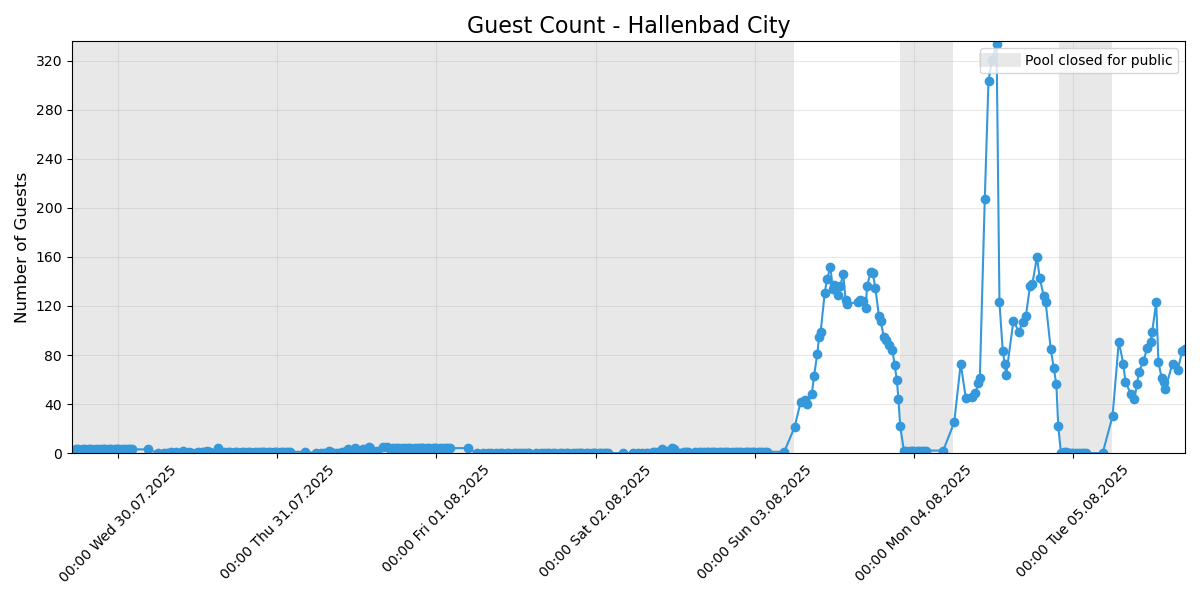 Guest Count - Hallenbad City
Pool closed for public
Number of Guests
320
280
240
200
160
120
80
40
0
00:00 Wed 30.07.2025
00:00 Thu 31.07.2025
00:00 Fri 01.08.2025
00:00 Sat 02.08.2025
00:00 Sun 03.08.2025
00:00 Mon 04.08.2025
00:00 Tue 05.08.2025